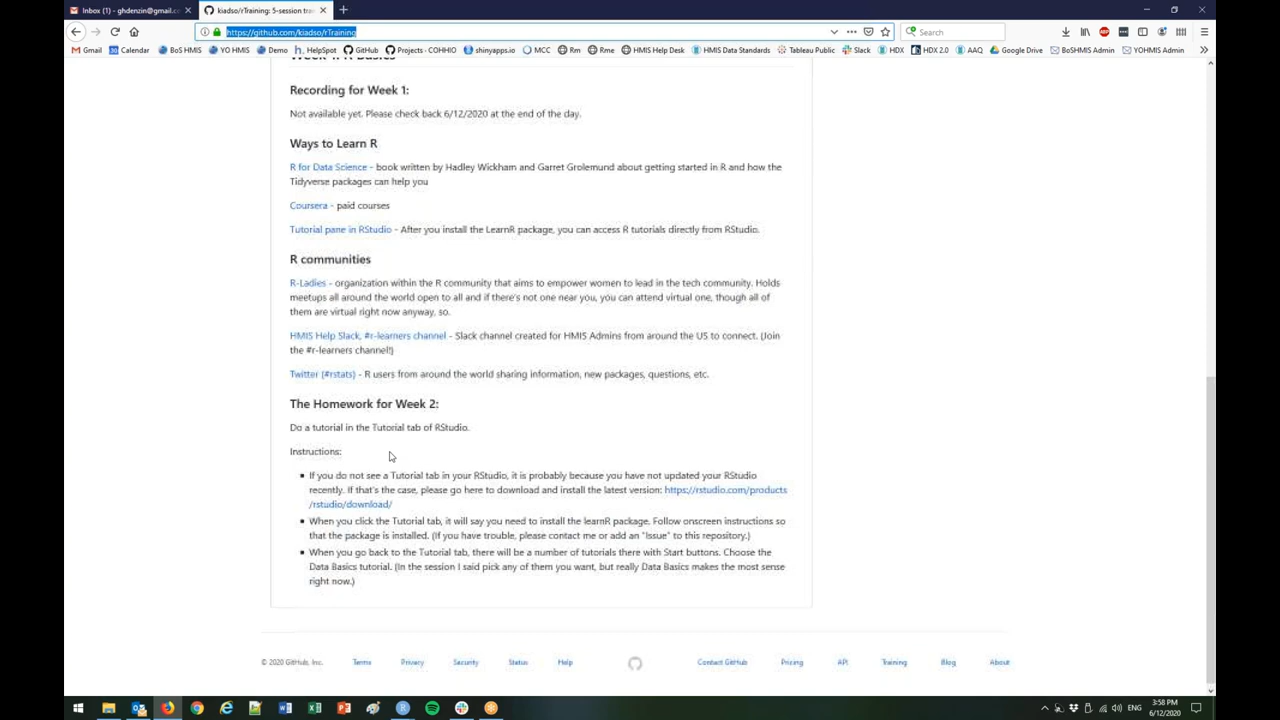 Inbox (1) - ghdenzin@gmail.c
kiadso/rTraining: 5-session trai
https://github.com/kiadso/rTraining
Search
Gmail
Calendar
BoS HMIS
YO HMIS
Demo
HelpSpot
GitHub
Projects - COHHIO
shinyapps.io
MCC
Rm
Rme
HMIS Help Desk
HMIS Data Standards
Tableau Public
Slack
HDX
HDX 2.0
AAQ
Google Drive
BoSHMIS Admin
YOHMIS Admin
Recording for Week 1:
Not available yet. Please check back 6/12/2020 at the end of the day.
Ways to Learn R
R for Data Science - book written by Hadley Wickham and Garret Grolemund about getting started in R and how the
Tidyverse packages can help you
Coursera - paid courses
Tutorial pane in RStudio - After you install the LearnR package, you can access R tutorials directly from RStudio.
R communities
R-Ladies - organization within the R community that aims to empower women to lead in the tech community. Holds
meetups all around the world open to all and if there's not one near you, you can attend virtual one, though all of
them are virtual right now anyway, so.
HMIS Help Slack, #r-learners channel - Slack channel created for HMIS Admins from around the US to connect. (Join
the #r-learners channel!)
Twitter (#rstats) - R users from around the world sharing information, new packages, questions, etc.
The Homework for Week 2:
Do a tutorial in the Tutorial tab of RStudio.
Instructions:
If you do not see a Tutorial tab in your RStudio, it is probably because you have not updated your RStudio
recently. If that's the case, please go here to download and install the latest version: https://rstudio.com/products
/rstudio/download/
When you click the Tutorial tab, it will say you need to install the learnR package. Follow onscreen instructions so
that the package is installed. (If you have trouble, please contact me or add an "Issue" to this repository.)
When you go back to the Tutorial tab, there will be a number of tutorials there with Start buttons. Choose the
Data Basics tutorial. (In the session I said pick any of them you want, but really Data Basics makes the most sense
right now.)
© 2020 GitHub, Inc.
Terms
Privacy
Security
Status
Help
Contact GitHub
Pricing
API
Training
Blog
About
ENG
3:58 PM
6/12/2020